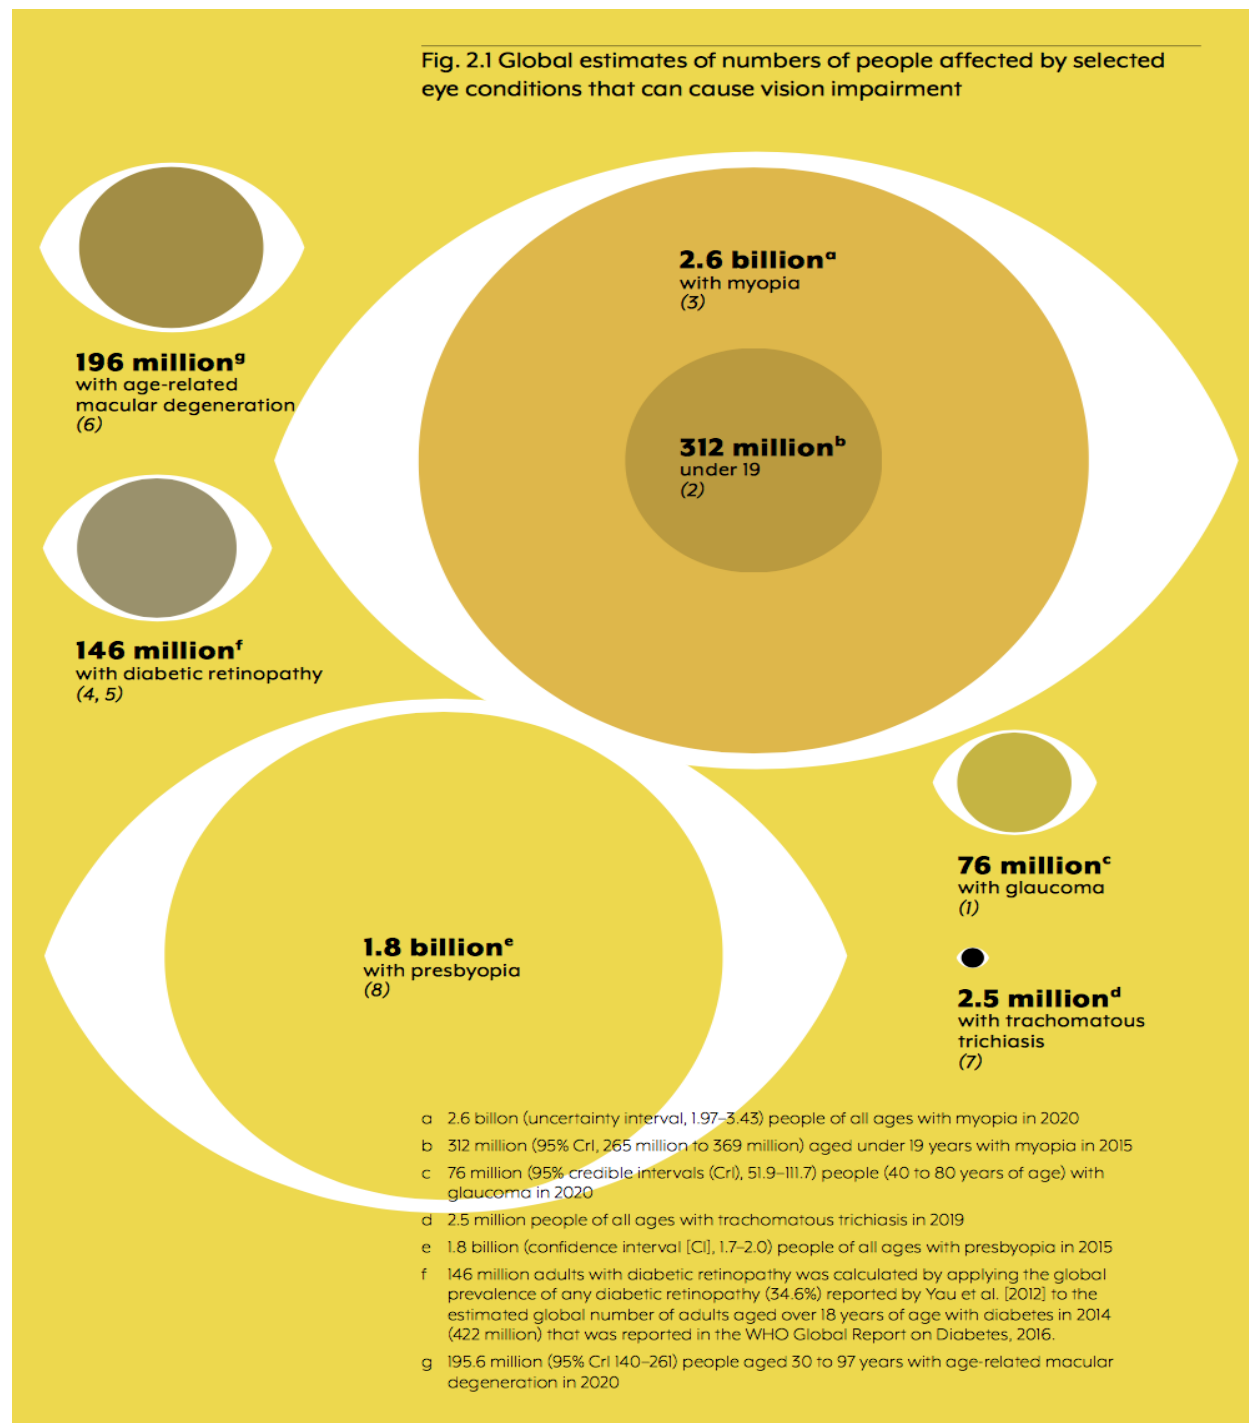 Fig. 2.1 Global estimates of numbers of people affected by selected
eye conditions that can cause vision impairment
196 million^g
with age-related
macular degeneration
(6)
2.6 billion^a
with myopia
(3)
312 million^b
under 19
(2)
146 million^f
with diabetic retinopathy
(4, 5)
76 million^c
with glaucoma
(1)
1.8 billion^e
with presbyopia
(8)
2.5 million^d
with trachomatous
trichiasis
(7)
a 2.6 billon (uncertainty interval, 1.97–3.43) people of all ages with myopia in 2020
b 312 million (95% CrI, 265 million to 369 million) aged under 19 years with myopia in 2015
c 76 million (95% credible intervals (CrI), 51.9–111.7) people (40 to 80 years of age) with
glaucoma in 2020
d 2.5 million people of all ages with trachomatous trichiasis in 2019
e 1.8 billion (confidence interval [CI], 1.7–2.0) people of all ages with presbyopia in 2015
f 146 million adults with diabetic retinopathy was calculated by applying the global
prevalence of any diabetic retinopathy (34.6%) reported by Yau et al. [2012] to the
estimated global number of adults aged over 18 years of age with diabetes in 2014
(422 million) that was reported in the WHO Global Report on Diabetes, 2016.
g 195.6 million (95% CrI 140–261) people aged 30 to 97 years with age-related macular
degeneration in 2020